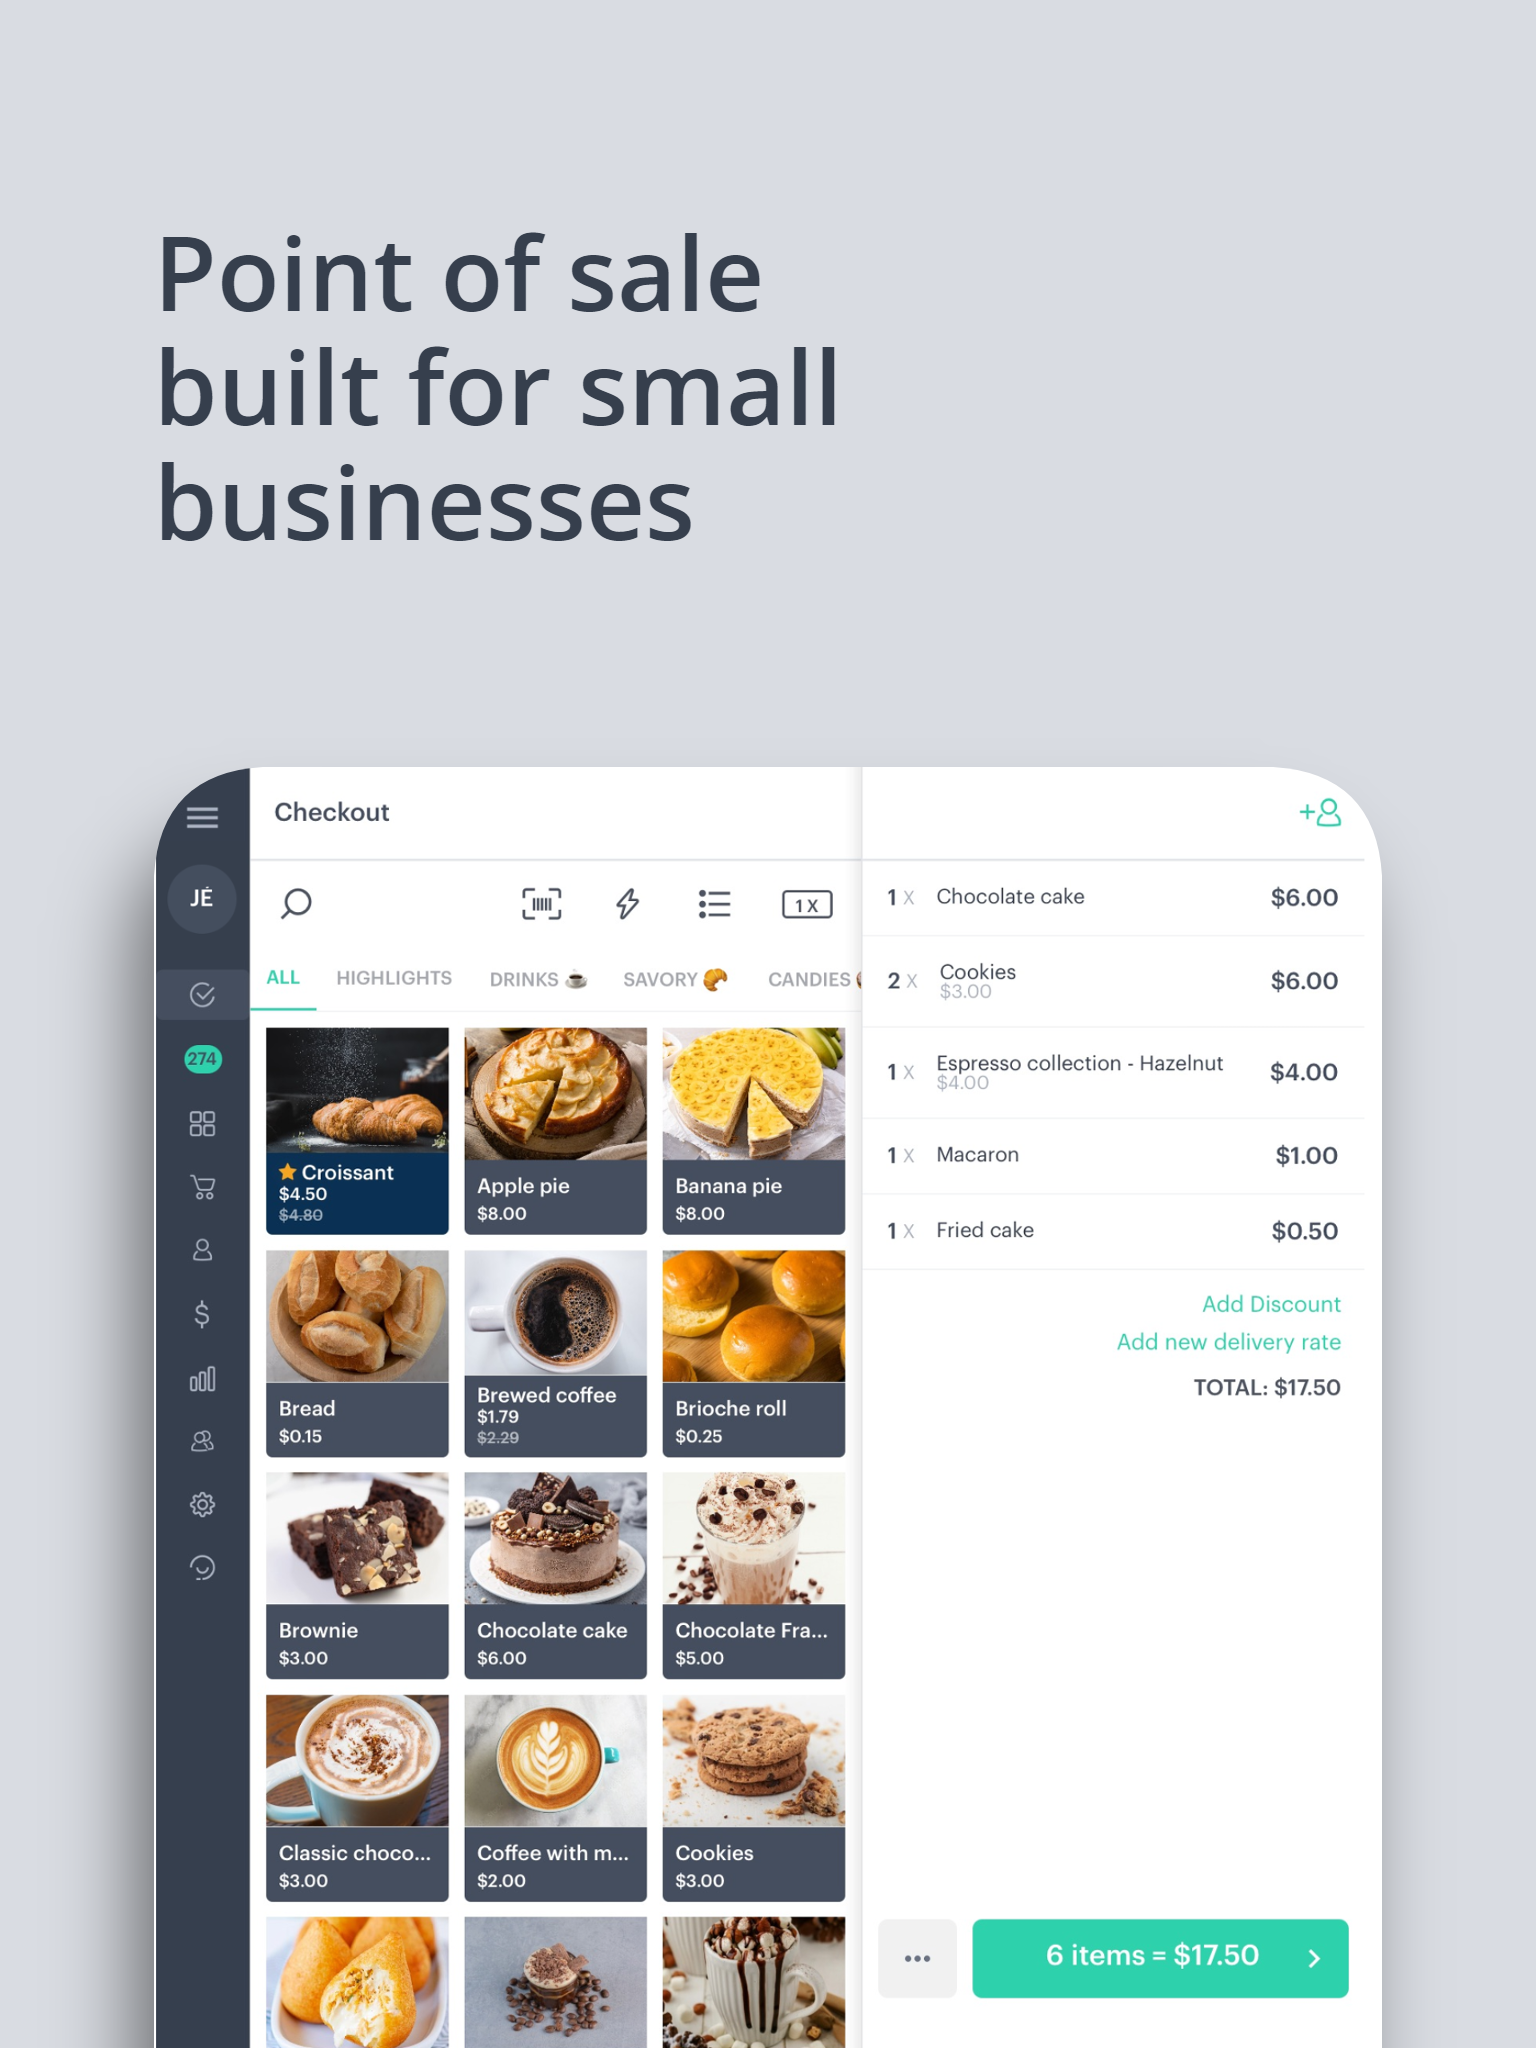 Point of sale
built for small
businesses
Checkout
JÉ
1 X
ALL HIGHLIGHTS DRINKS SAVORY CANDIES
274
Croissant
$4.50
$4.80
Apple pie
$8.00
Banana pie
$8.00
Bread
$0.15
Brewed coffee
$1.79
$2.29
Brioche roll
$0.25
Brownie
$3.00
Chocolate cake
$6.00
Chocolate Fra...
$5.00
Classic choco...
$3.00
Coffee with m...
$2.00
Cookies
$3.00
1 X Chocolate cake $6.00
2 X Cookies $6.00
$3.00
1 X Espresso collection - Hazelnut $4.00
$4.00
1 X Macaron $1.00
1 X Fried cake $0.50
Add Discount
Add new delivery rate
TOTAL: $17.50
6 items = $17.50